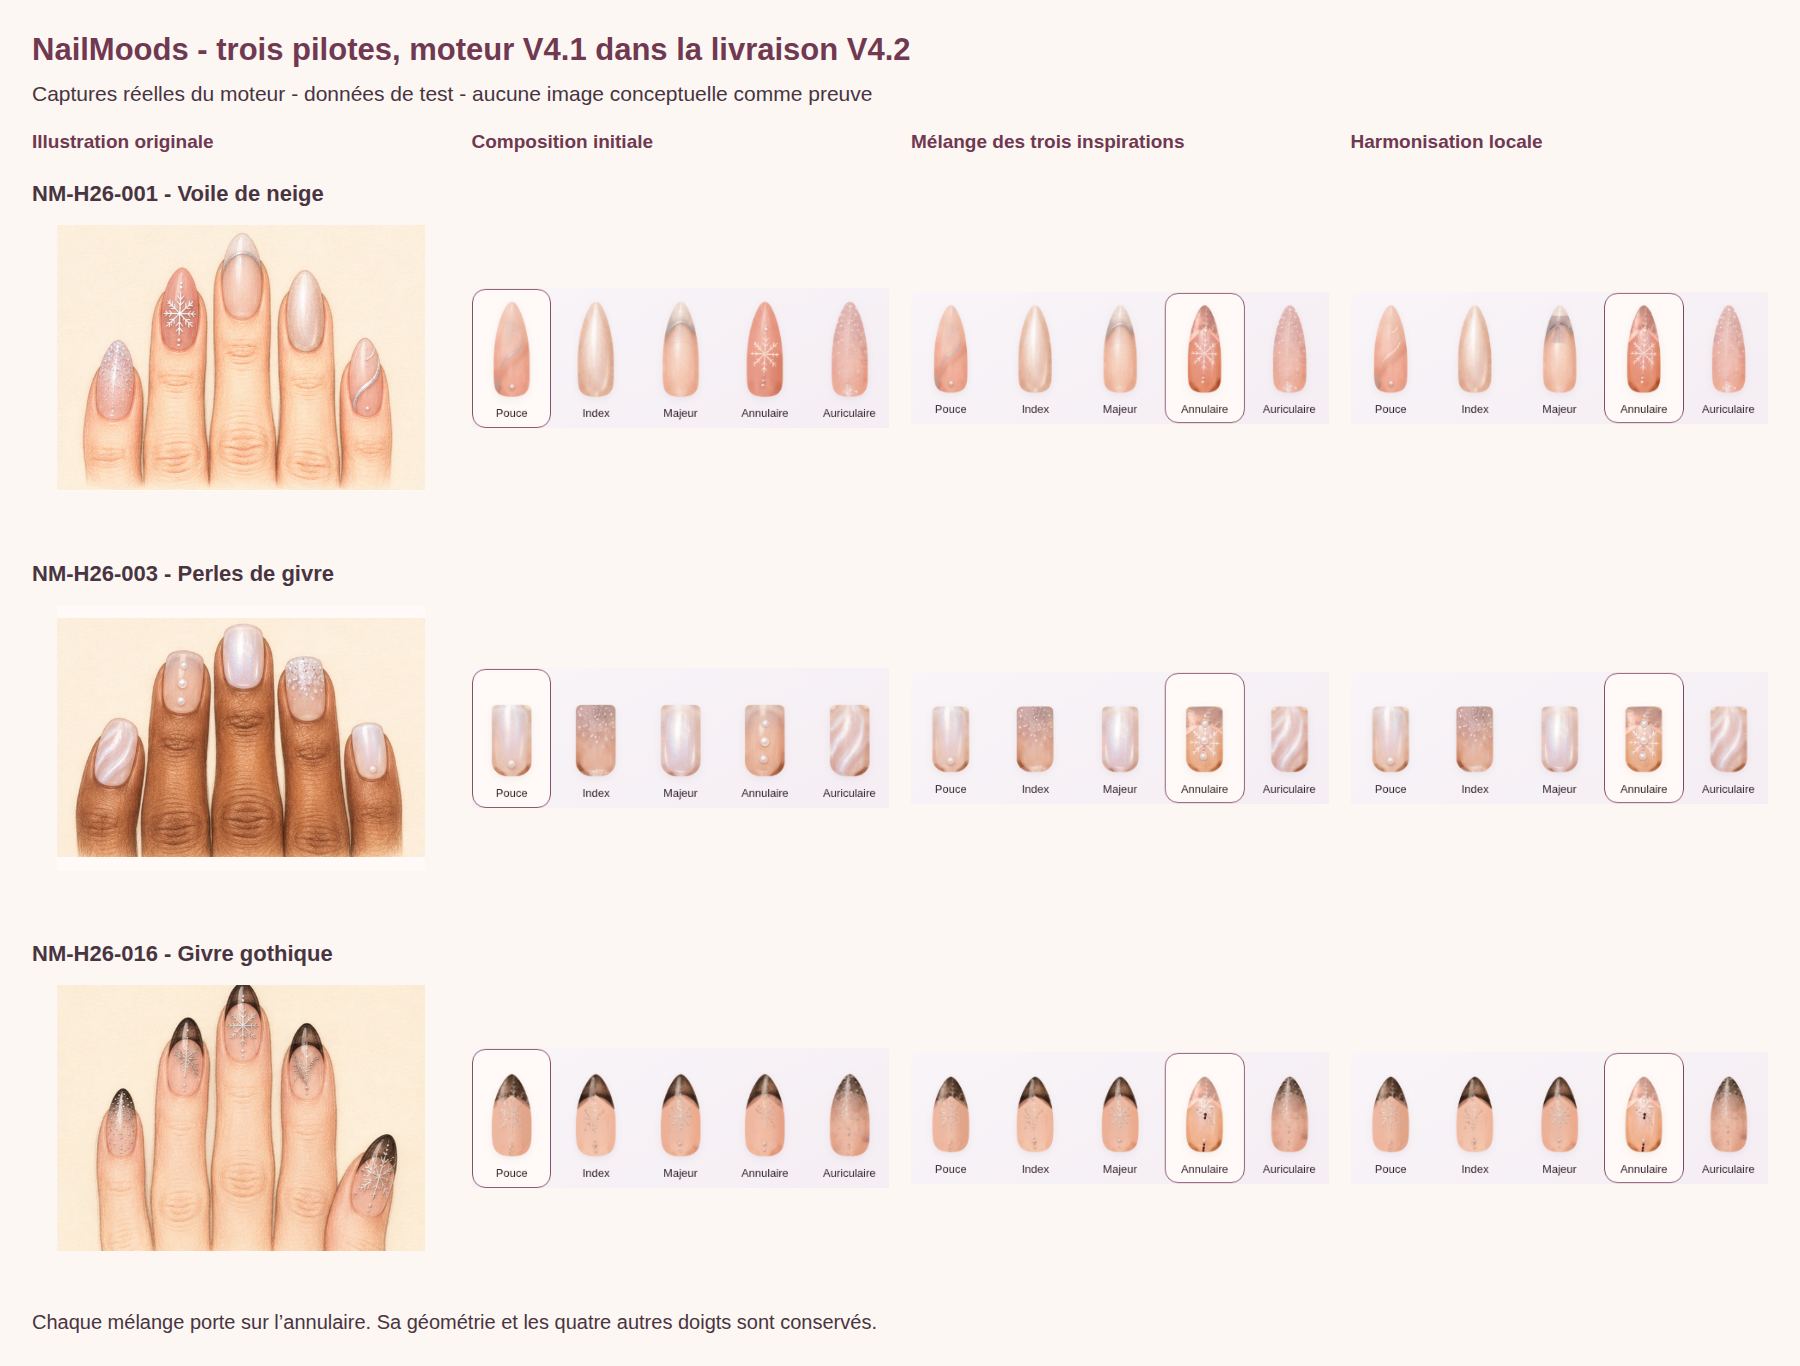 NailMoods - trois pilotes, moteur V4.1 dans la livraison V4.2
Captures réelles du moteur - données de test - aucune image conceptuelle comme preuve
Illustration originale
Composition initiale
Mélange des trois inspirations
Harmonisation locale
NM-H26-001 - Voile de neige
Pouce Index Majeur Annulaire Auriculaire
Pouce Index Majeur Annulaire Auriculaire
Pouce Index Majeur Annulaire Auriculaire
NM-H26-003 - Perles de givre
Pouce Index Majeur Annulaire Auriculaire
Pouce Index Majeur Annulaire Auriculaire
Pouce Index Majeur Annulaire Auriculaire
NM-H26-016 - Givre gothique
Pouce Index Majeur Annulaire Auriculaire
Pouce Index Majeur Annulaire Auriculaire
Pouce Index Majeur Annulaire Auriculaire
Chaque mélange porte sur l’annulaire. Sa géométrie et les quatre autres doigts sont conservés.